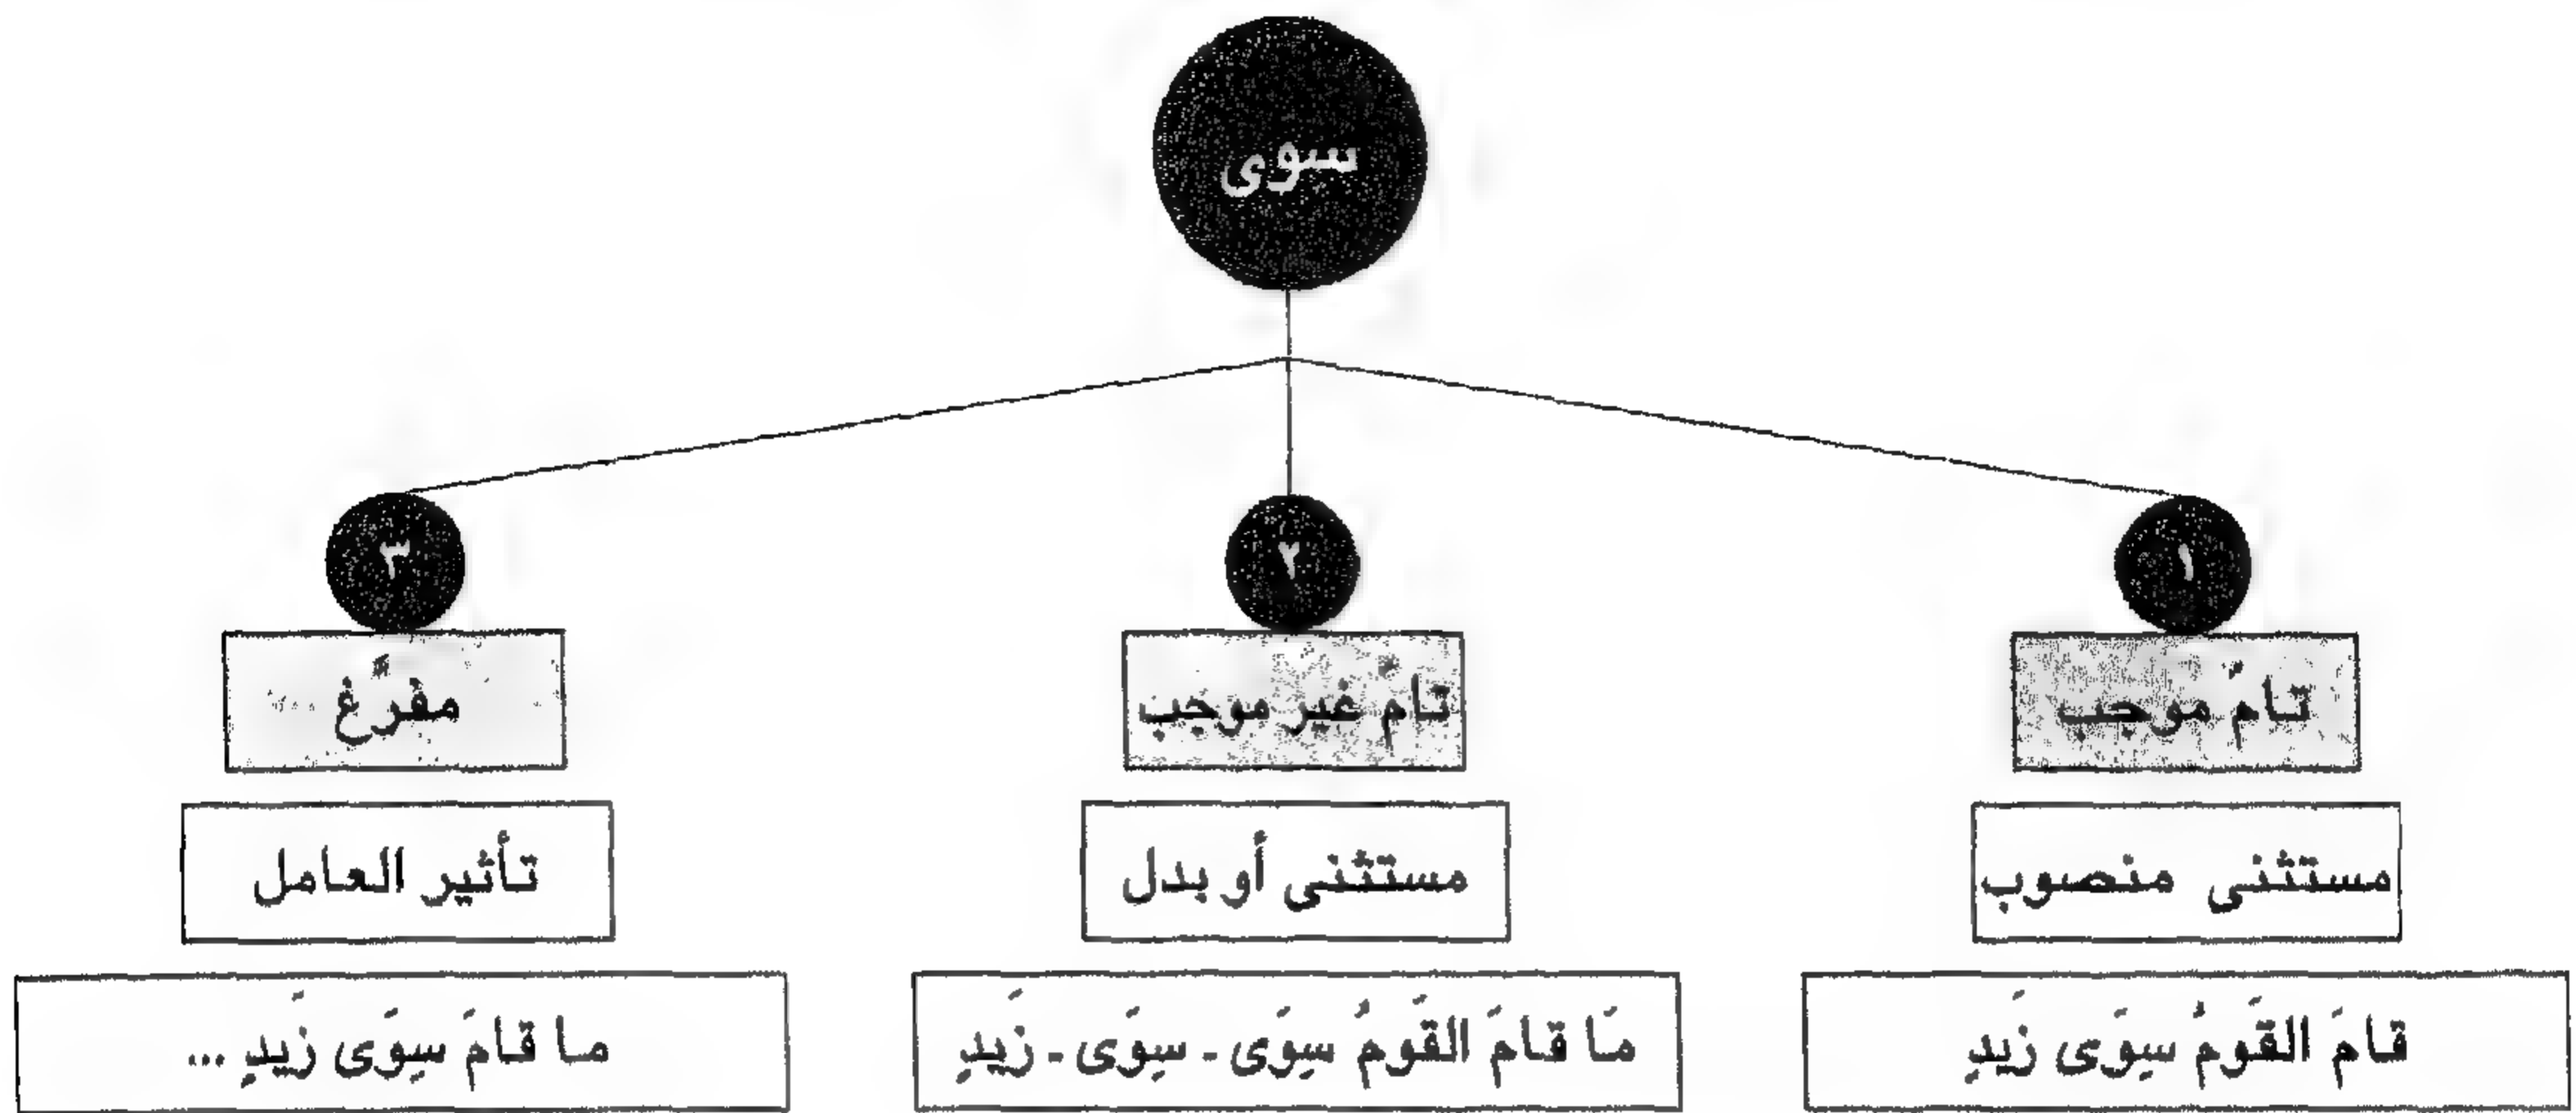 سوى
١
٢
٣
تامّ موجب
تامّ غير موجب
مفرَّغ
مستثنى منصوب
مستثنى أو بدل
تأثير العامل
قامَ القَومُ سِوَى زَيدٍ
مَا قامَ القَومُ سِوَى - سِوَى - زَيدٍ
ما قامَ سِوَى زَيدٍ ...